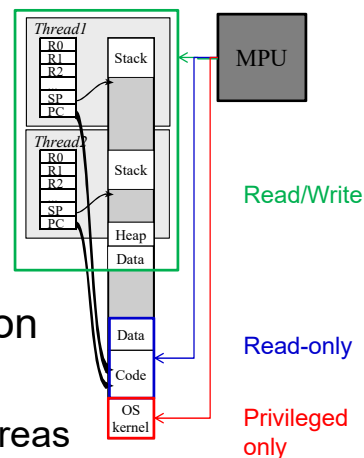 Thread1
R0
R1
R2
...
SP
PC
Stack
MPU
Thread2
R0
R1
R2
...
SP
PC
Stack
Read/Write
Heap
Data
on
Data
Read-only
Code
reas
OS
kernel
Privileged
only